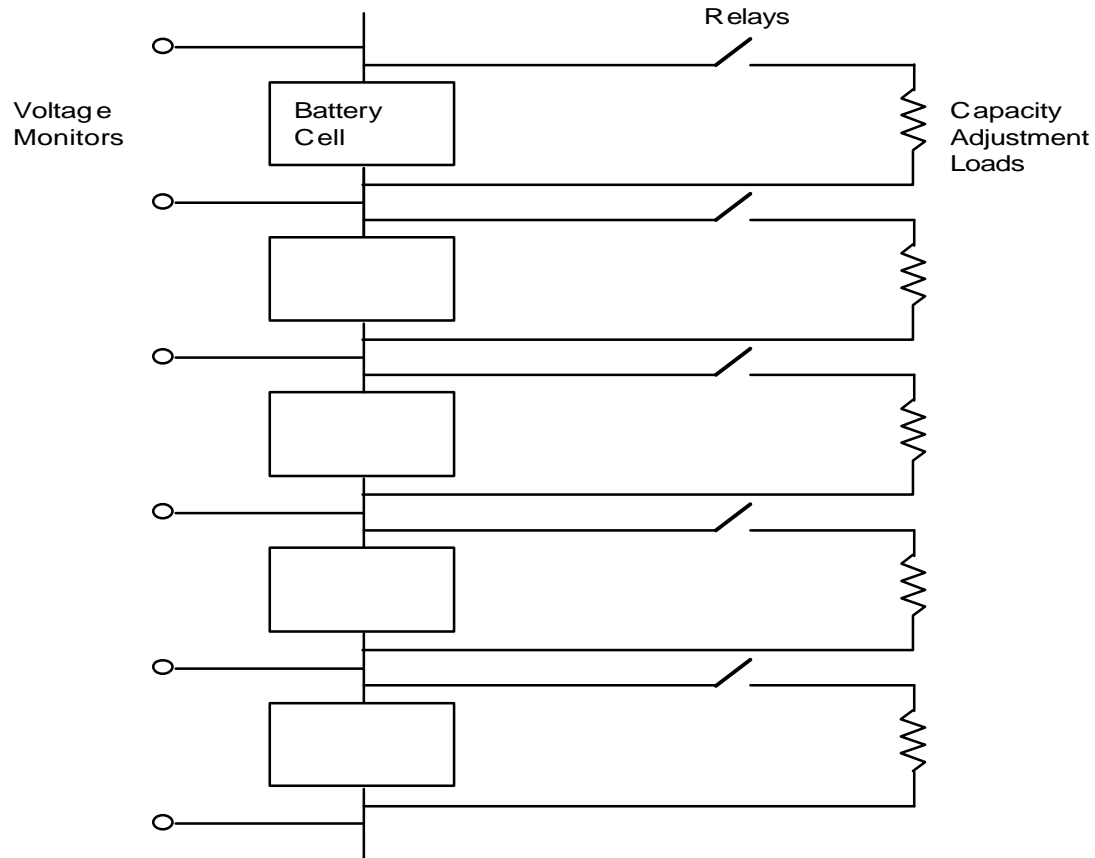 Relays
Voltage
Monitors
Battery
Cell
Capacity
Adjustment
Loads